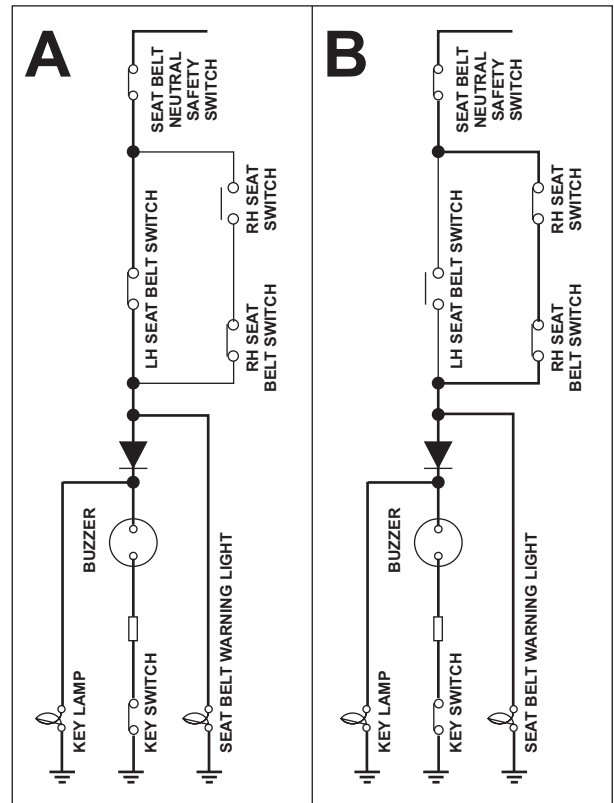 A
SEAT BELT
NEUTRAL
SAFETY
SWITCH
LH SEAT BELT SWITCH
RH SEAT
SWITCH
RH SEAT
BELT SWITCH
BUZZER
KEY LAMP
KEY SWITCH
SEAT BELT WARNING LIGHT
B
SEAT BELT
NEUTRAL
SAFETY
SWITCH
LH SEAT BELT SWITCH
RH SEAT
SWITCH
RH SEAT
BELT SWITCH
BUZZER
KEY LAMP
KEY SWITCH
SEAT BELT WARNING LIGHT